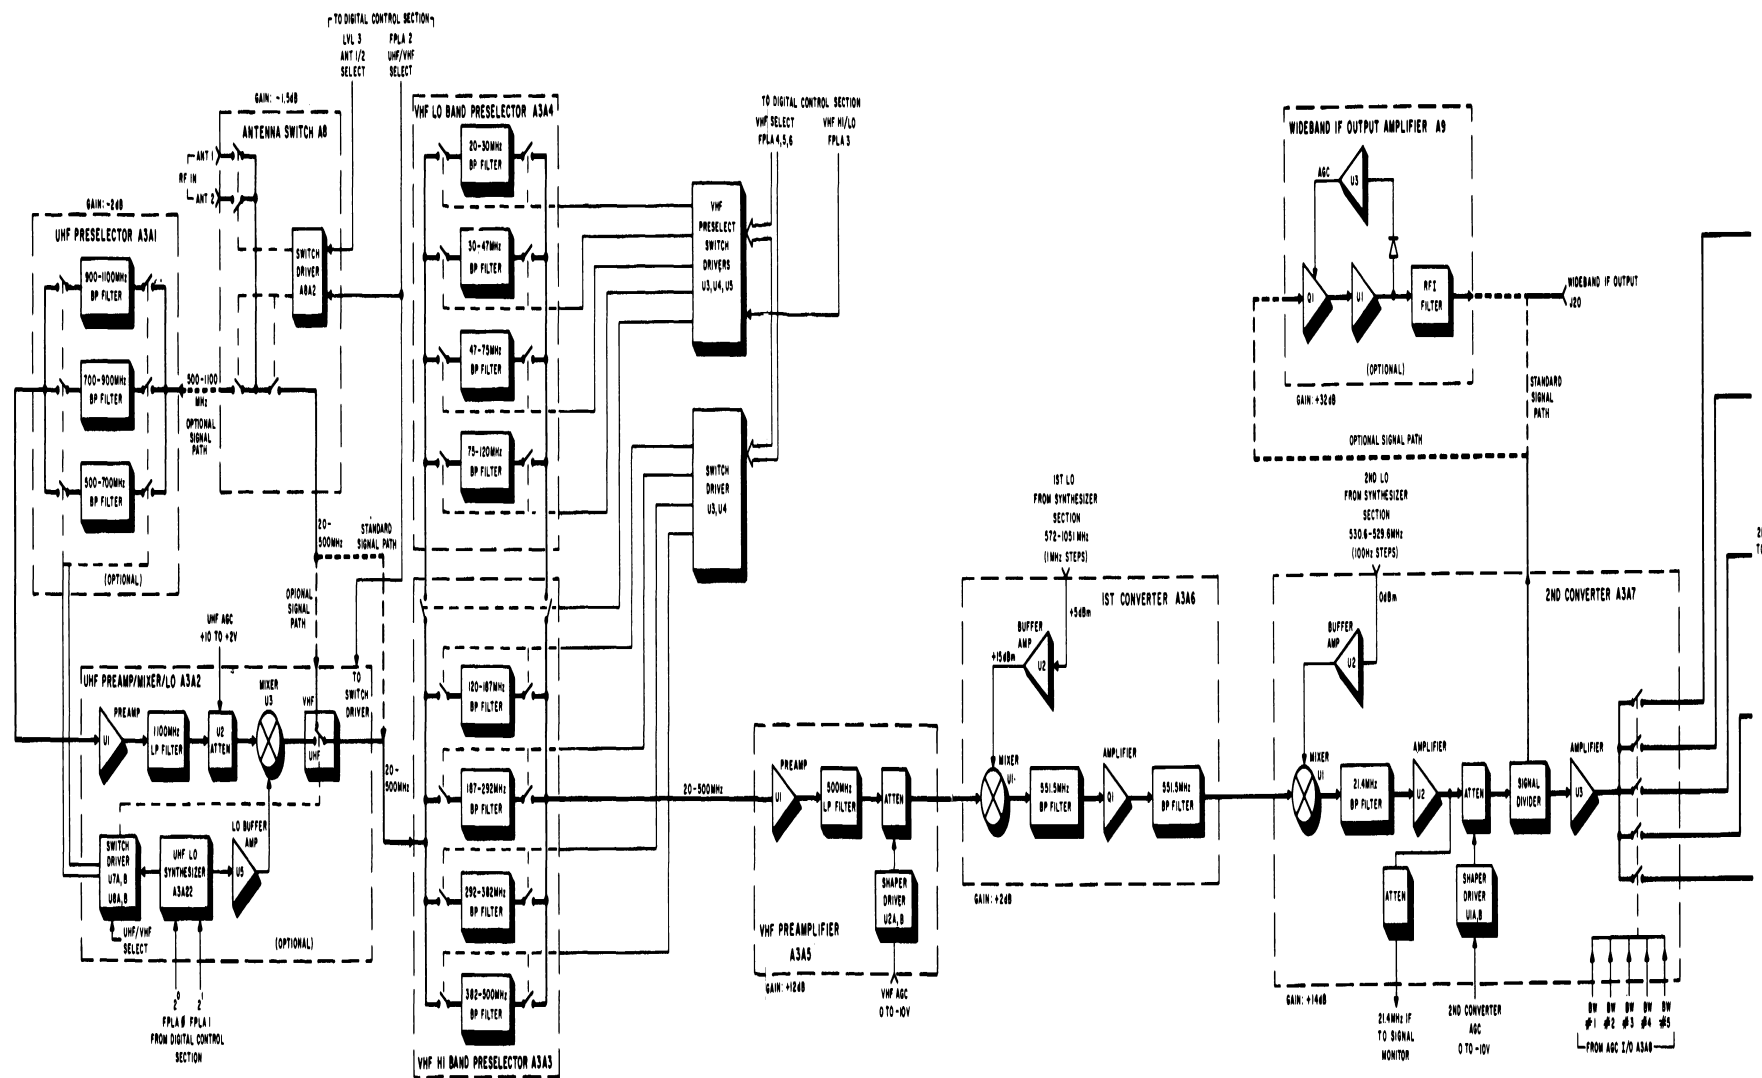 TO DIGITAL CONTROL SECTION
LVL 3
ANT 1/2
SELECT
FPLA 2
UHF/VHF
SELECT
GAIN: -1.5dB
ANTENNA SWITCH A8
ANT 1
RF IN
ANT 2
SWITCH
DRIVER
A8A2
GAIN: -2dB
UHF PRESELECTOR A3A1
900-1100MHz
BP FILTER
700-900MHz
BP FILTER
500-700MHz
BP FILTER
(OPTIONAL)
500-1100
MHz
OPTIONAL
SIGNAL
PATH
20-
500MHz
STANDARD
SIGNAL PATH
OPIONAL
SIGNAL
PATH
UHF AGC
+10 TO +2V
TO
SWITCH
DRIVER
UHF PREAMP/MIXER/LO A3A2
PREAMP
U1
1100MHz
LP FILTER
U2
ATTEN
MIXER
U3
VHF
UHF
20-
500MHz
SWITCH
DRIVER
U7A, B
U8A, B
UHF LO
SYNTHESIZER
A3A22
LO BUFFER
AMP
U5
UHF/VHF
SELECT
(OPTIONAL)
2⁰ 2¹
FPLA 0 FPLA 1
FROM DIGITAL CONTROL
SECTION
VHF LO BAND PRESELECTOR A3A4
20-30MHz
BP FILTER
30-47MHz
BP FILTER
47-75MHz
BP FILTER
75-120MHz
BP FILTER
120-187MHz
BP FILTER
187-292MHz
BP FILTER
292-382MHz
BP FILTER
382-500MHz
BP FILTER
VHF HI BAND PRESELECTOR A3A3
TO DIGITAL CONTROL SECTION
VHF SELECT
FPLA 4,5,6
VHF HI/LO
FPLA 3
VHF
PRESELECT
SWITCH
DRIVERS
U3, U4, U5
SWITCH
DRIVER
U3, U4
20-500MHz
PREAMP
U1
500MHz
LP FILTER
ATTEN
SHAPER
DRIVER
U2A, B
VHF PREAMPLIFIER
A3A5
GAIN: +12dB
VHF AGC
0 TO -10V
1ST LO
FROM SYNTHESIZER
SECTION
572-1051 MHz
(1MHz STEPS)
+5dBm
1ST CONVERTER A3A6
BUFFER
AMP
U2
+15dBm
MIXER
U1
551.5MHz
BP FILTER
AMPLIFIER
Q1
551.5MHz
BP FILTER
GAIN: +2dB
WIDEBAND IF OUTPUT AMPLIFIER A9
AGC
U3
Q1
U1
RFI
FILTER
(OPTIONAL)
GAIN: +32dB
WIDEBAND IF OUTPUT
J20
STANDARD
SIGNAL
PATH
OPTIONAL SIGNAL PATH
2ND LO
FROM SYNTHESIZER
SECTION
530.6-529.6MHz
(100Hz STEPS)
0dBm
2ND CONVERTER A3A7
BUFFER
AMP
U2
MIXER
U1
21.4MHz
BP FILTER
AMPLIFIER
U2
ATTEN
SIGNAL
DIVIDER
AMPLIFIER
U3
ATTEN
SHAPER
DRIVER
U1A, B
GAIN: +14dB
21.4MHz IF
TO SIGNAL
MONITOR
2ND CONVERTER
AGC
0 TO -10V
BW BW BW BW BW
#1 #2 #3 #4 #5
FROM AGC I/O A3A8